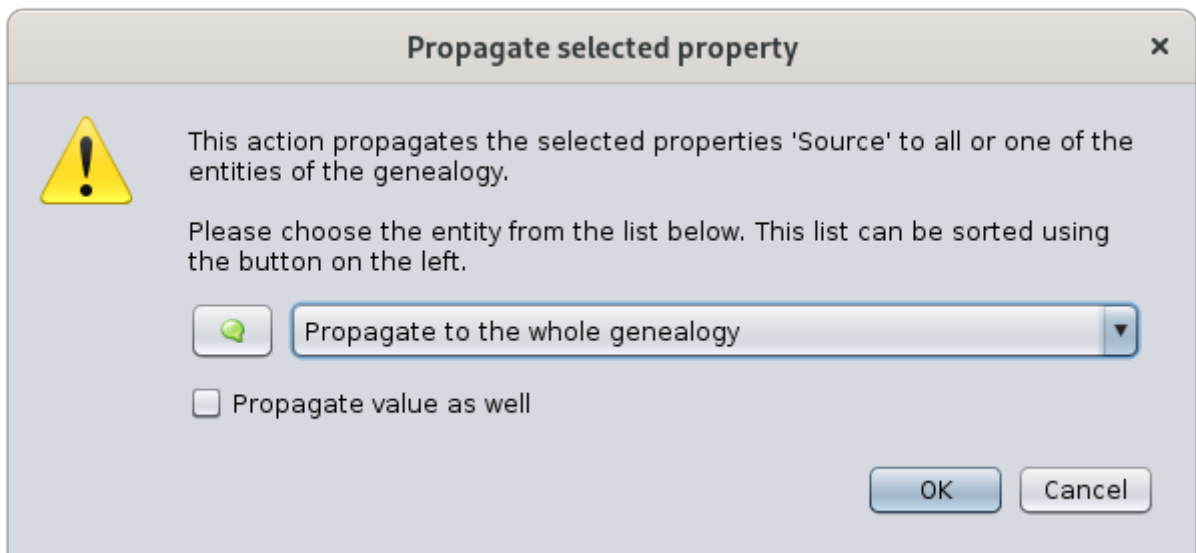 Propagate selected property
This action propagates the selected properties 'Source' to all or one of the
entities of the genealogy.
Please choose the entity from the list below. This list can be sorted using
the button on the left.
Propagate to the whole genealogy
Propagate value as well
OK Cancel